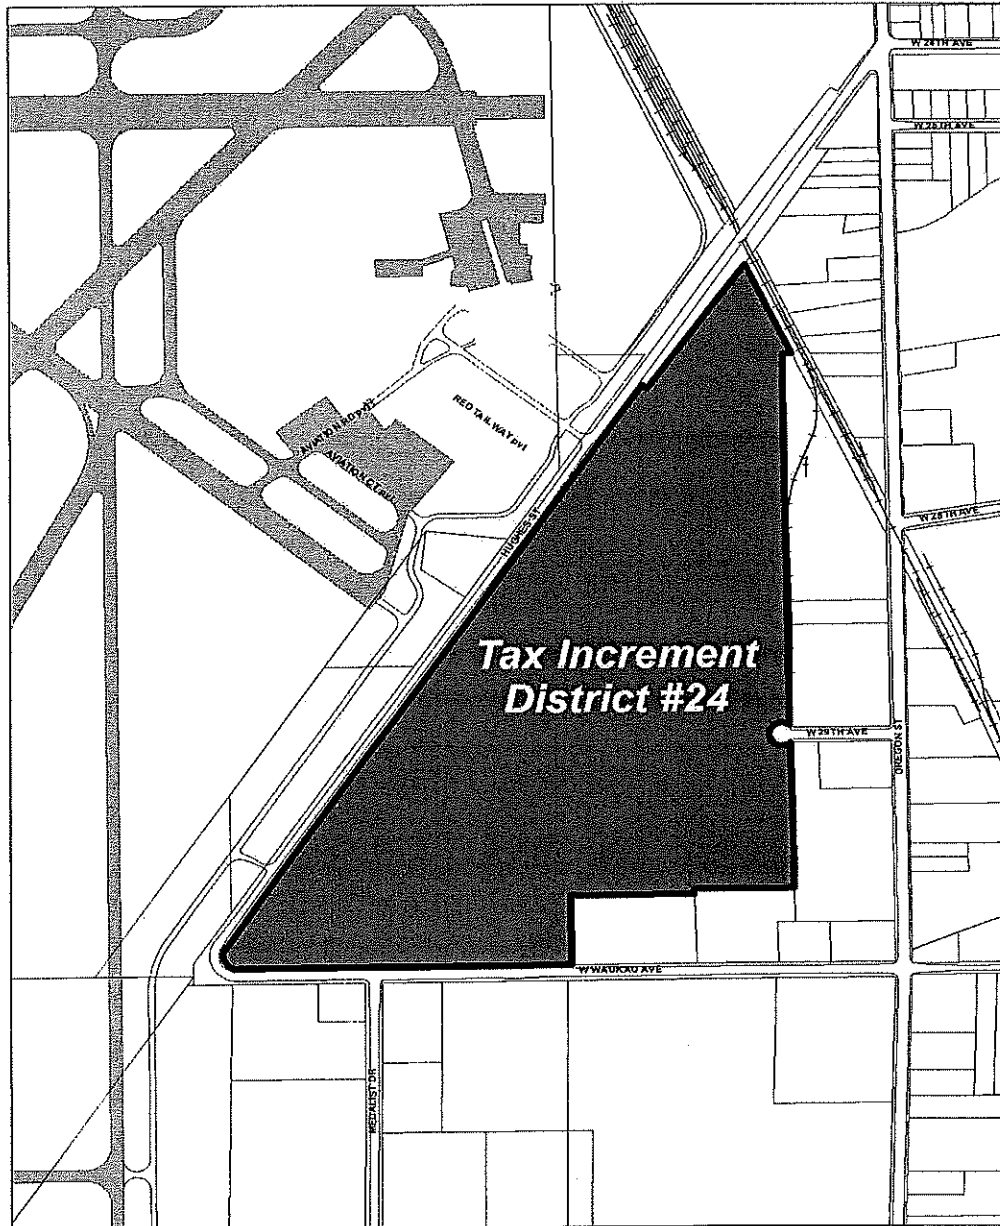 W 24TH AVE
W 25TH AVE
RED TAIL WAY pvt
HUGHES ST
W 28TH AVE
Tax Increment
District #24
W 29TH AVE
OREGON ST
W WAUKAU AVE
MEDALIST DR